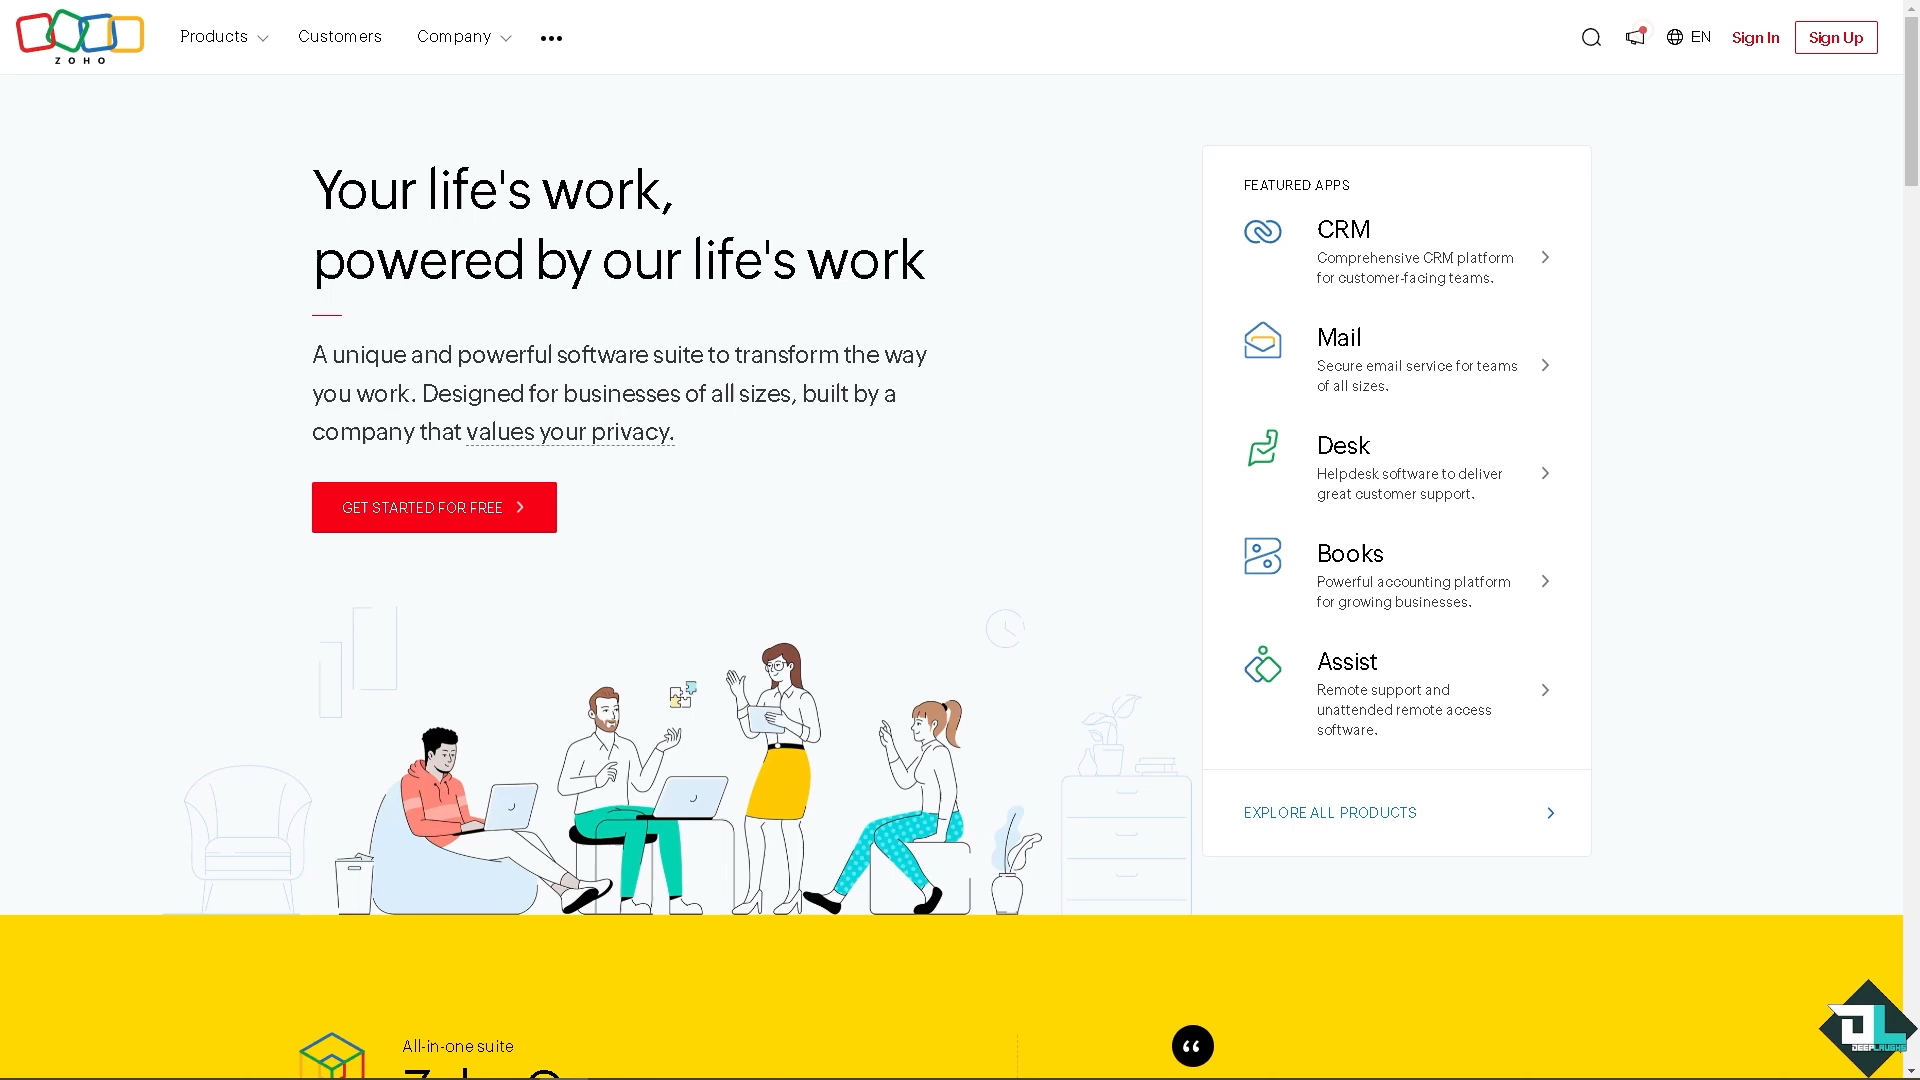 ZOHO
Products
Customers
Company
EN
Sign In
Sign Up
Your life's work,
powered by our life's work
A unique and powerful software suite to transform the way
you work. Designed for businesses of all sizes, built by a
company that values your privacy.
GET STARTED FOR FREE
FEATURED APPS
CRM
Comprehensive CRM platform
for customer-facing teams.
Mail
Secure email service for teams
of all sizes.
Desk
Helpdesk software to deliver
great customer support.
Books
Powerful accounting platform
for growing businesses.
Assist
Remote support and
unattended remote access
software.
EXPLORE ALL PRODUCTS
All-in-one suite
DEEPLAUGHS